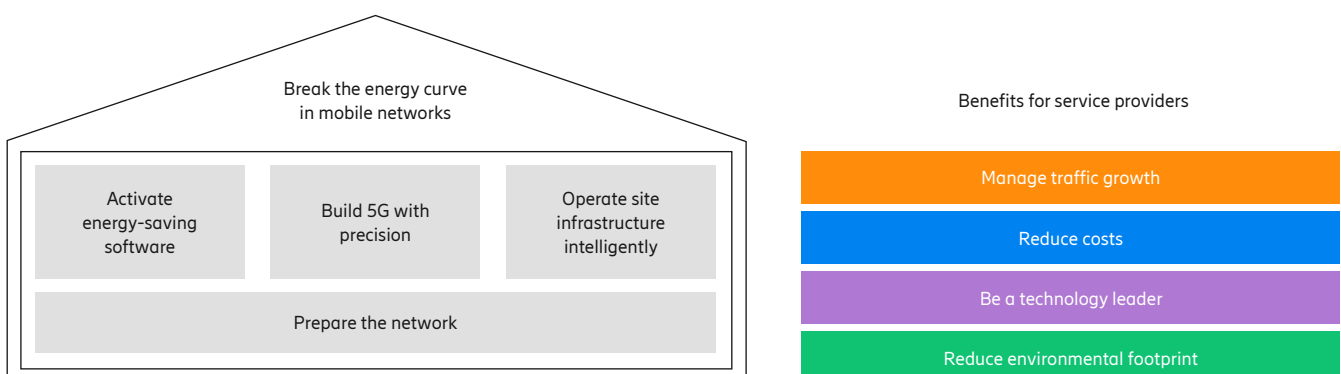 Break the energy curve
in mobile networks
Activate
energy-saving
software
Build 5G with
precision
Operate site
infrastructure
intelligently
Prepare the network
Benefits for service providers
Manage traffic growth
Reduce costs
Be a technology leader
Reduce environmental footprint